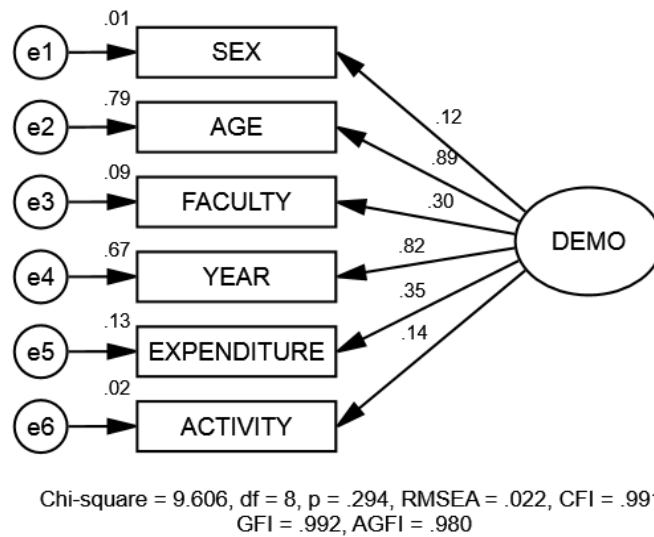 .01
e1
SEX
.12
.79
e2
AGE
.89
.09
e3
FACULTY
.30
DEMO
.67
e4
YEAR
.82
.35
.13
e5
EXPENDITURE
.14
.02
e6
ACTIVITY
Chi-square = 9.606, df = 8, p = .294, RMSEA = .022, CFI = .991
GFI = .992, AGFI = .980